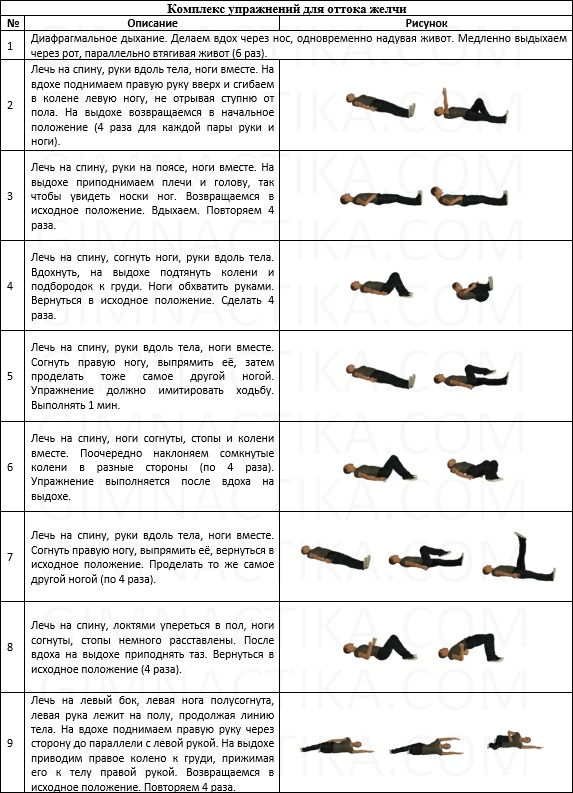 Комплекс упражнений для оттока желчи
№ Описание Рисунок
1 Диафрагмальное дыхание. Делаем вдох через нос, одновременно надувая живот. Медленно выдыхаем
через рот, параллельно втягивая живот (6 раз).
Лечь на спину, руки вдоль тела, ноги вместе. На
вдохе поднимаем правую руку вверх и сгибаем
2 в колене левую ногу, не отрывая ступню от
пола. На выдохе возвращаемся в начальное
положение (4 раза для каждой пары руки и
ноги).
Лечь на спину, руки на поясе, ноги вместе. На
выдохе приподнимаем плечи и голову, так
3 чтобы увидеть носки ног. Возвращаемся в
исходное положение. Вдыхаем. Повторяем 4
раза.
Лечь на спину, согнуть ноги, руки вдоль тела.
Вдохнуть, на выдохе подтянуть колени и
4 подбородок к груди. Ноги обхватить руками.
Вернуться в исходное положение. Сделать 4
раза.
Лечь на спину, руки вдоль тела, ноги вместе.
Согнуть правую ногу, выпрямить её, затем
5 проделать тоже самое другой ногой.
Упражнение должно имитировать ходьбу.
Выполнять 1 мин.
Лечь на спину, ноги согнуты, стопы и колени
вместе. Поочередно наклоняем сомкнутые
6 колени в разные стороны (по 4 раза).
Упражнение выполняется после вдоха на
выдохе.
Лечь на спину, руки вдоль тела, ноги вместе.
7 Согнуть правую ногу, выпрямить её, вернуться в
исходное положение. Проделать то же самое
другой ногой (по 4 раза).
Лечь на спину, локтями упереться в пол, ноги
8 согнуты, стопы немного расставлены. После
вдоха на выдохе приподнять таз. Вернуться в
исходное положение (4 раза).
Лечь на левый бок, левая нога полусогнута,
левая рука лежит на полу, продолжая линию
тела. На вдохе поднимаем правую руку через
9 сторону до параллели с левой рукой. На выдохе
приводим правое колено к груди, прижимая
его к телу правой рукой. Возвращаемся в
исходное положение. Повторяем 4 раза.